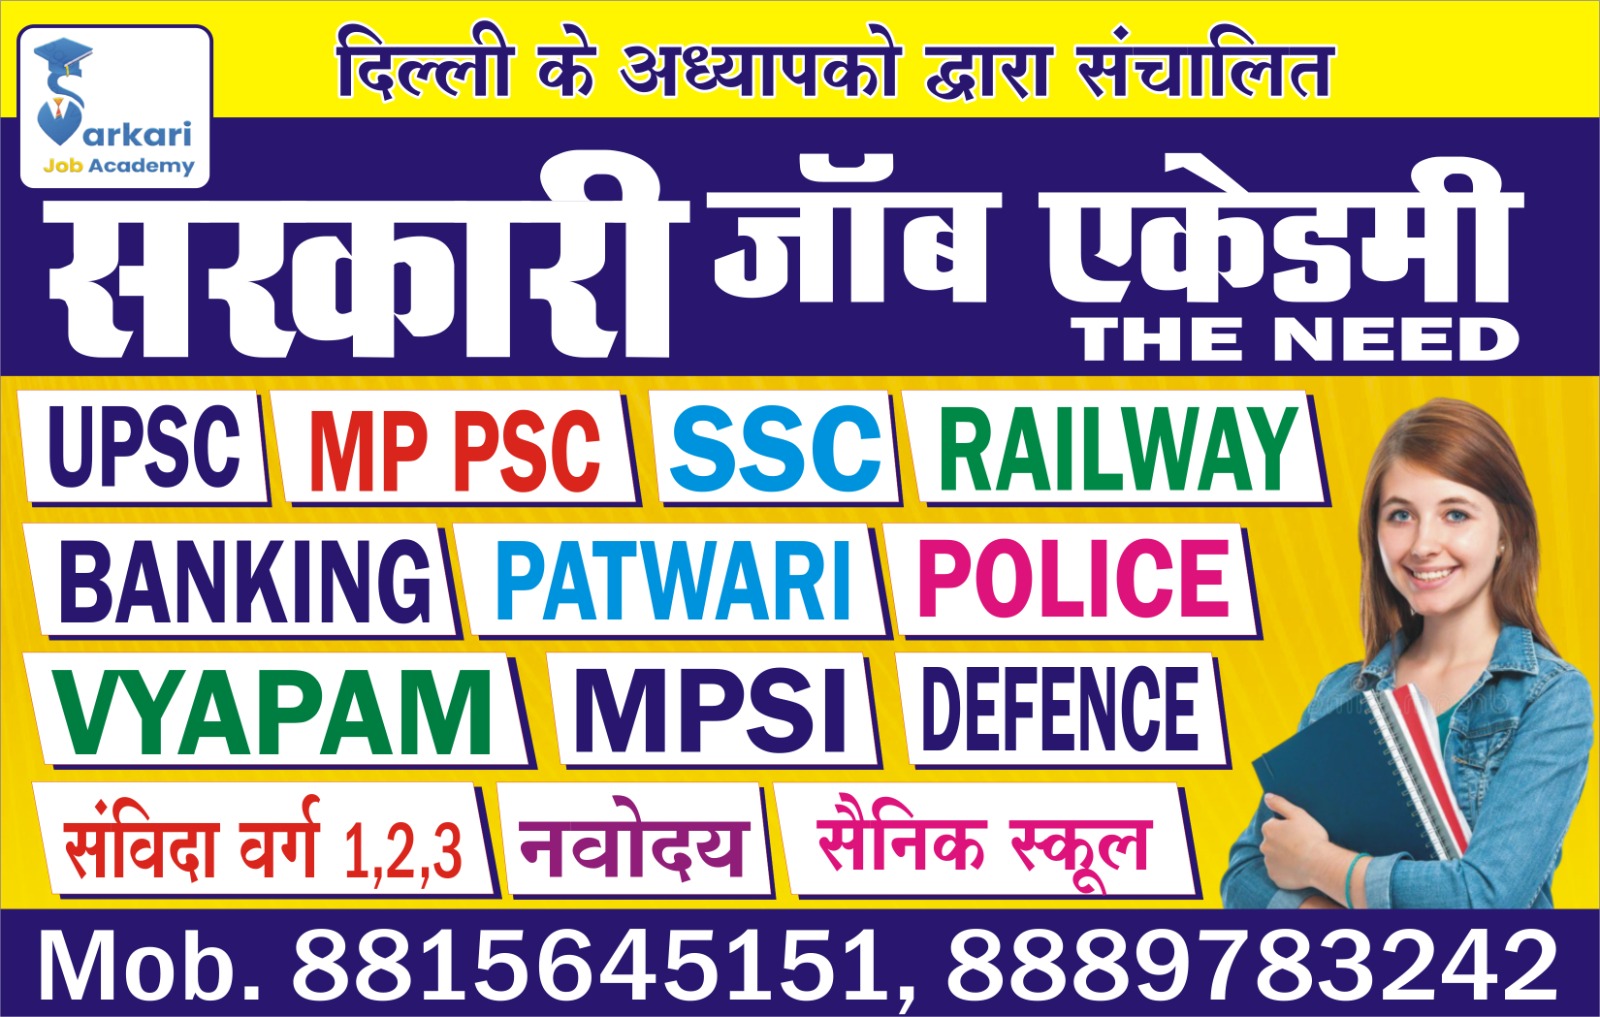 दिल्ली के अध्यापको द्वारा संचालित
Sarkari
Job Academy
सरकारी जॉब एकेडमी
THE NEED
UPSC MP PSC SSC RAILWAY
BANKING PATWARI POLICE
VYAPAM MPSI DEFENCE
संविदा वर्ग 1,2,3 नवोदय सैनिक स्कूल
Mob. 8815645151, 8889783242